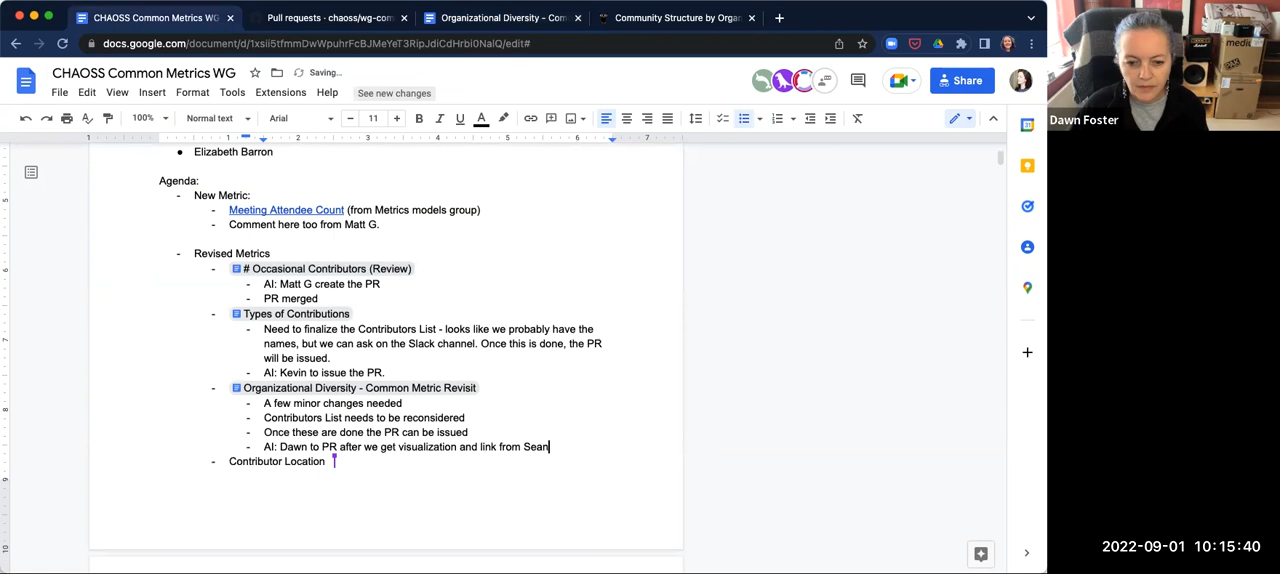 CHAOSS Common Metrics WG
Pull requests · chaoss/wg-com
Organizational Diversity - Com
Community Structure by Organ
docs.google.com/document/d/1xsii5tfmmDwWpuhrFcBJMeYeT3RipJdiCdHrbi0NalQ/edit#
CHAOSS Common Metrics WG
Saving...
File Edit View Insert Format Tools Extensions Help
See new changes
Share
100%
Normal text
Arial
11
Elizabeth Barron
Agenda:
- New Metric:
- Meeting Attendee Count (from Metrics models group)
- Comment here too from Matt G.
- Revised Metrics
- # Occasional Contributors (Review)
- AI: Matt G create the PR
- PR merged
- Types of Contributions
- Need to finalize the Contributors List - looks like we probably have the
names, but we can ask on the Slack channel. Once this is done, the PR
will be issued.
- AI: Kevin to issue the PR.
- Organizational Diversity - Common Metric Revisit
- A few minor changes needed
- Contributors List needs to be reconsidered
- Once these are done the PR can be issued
- AI: Dawn to PR after we get visualization and link from Sean
- Contributor Location
Dawn Foster
2022-09-01 10:15:40